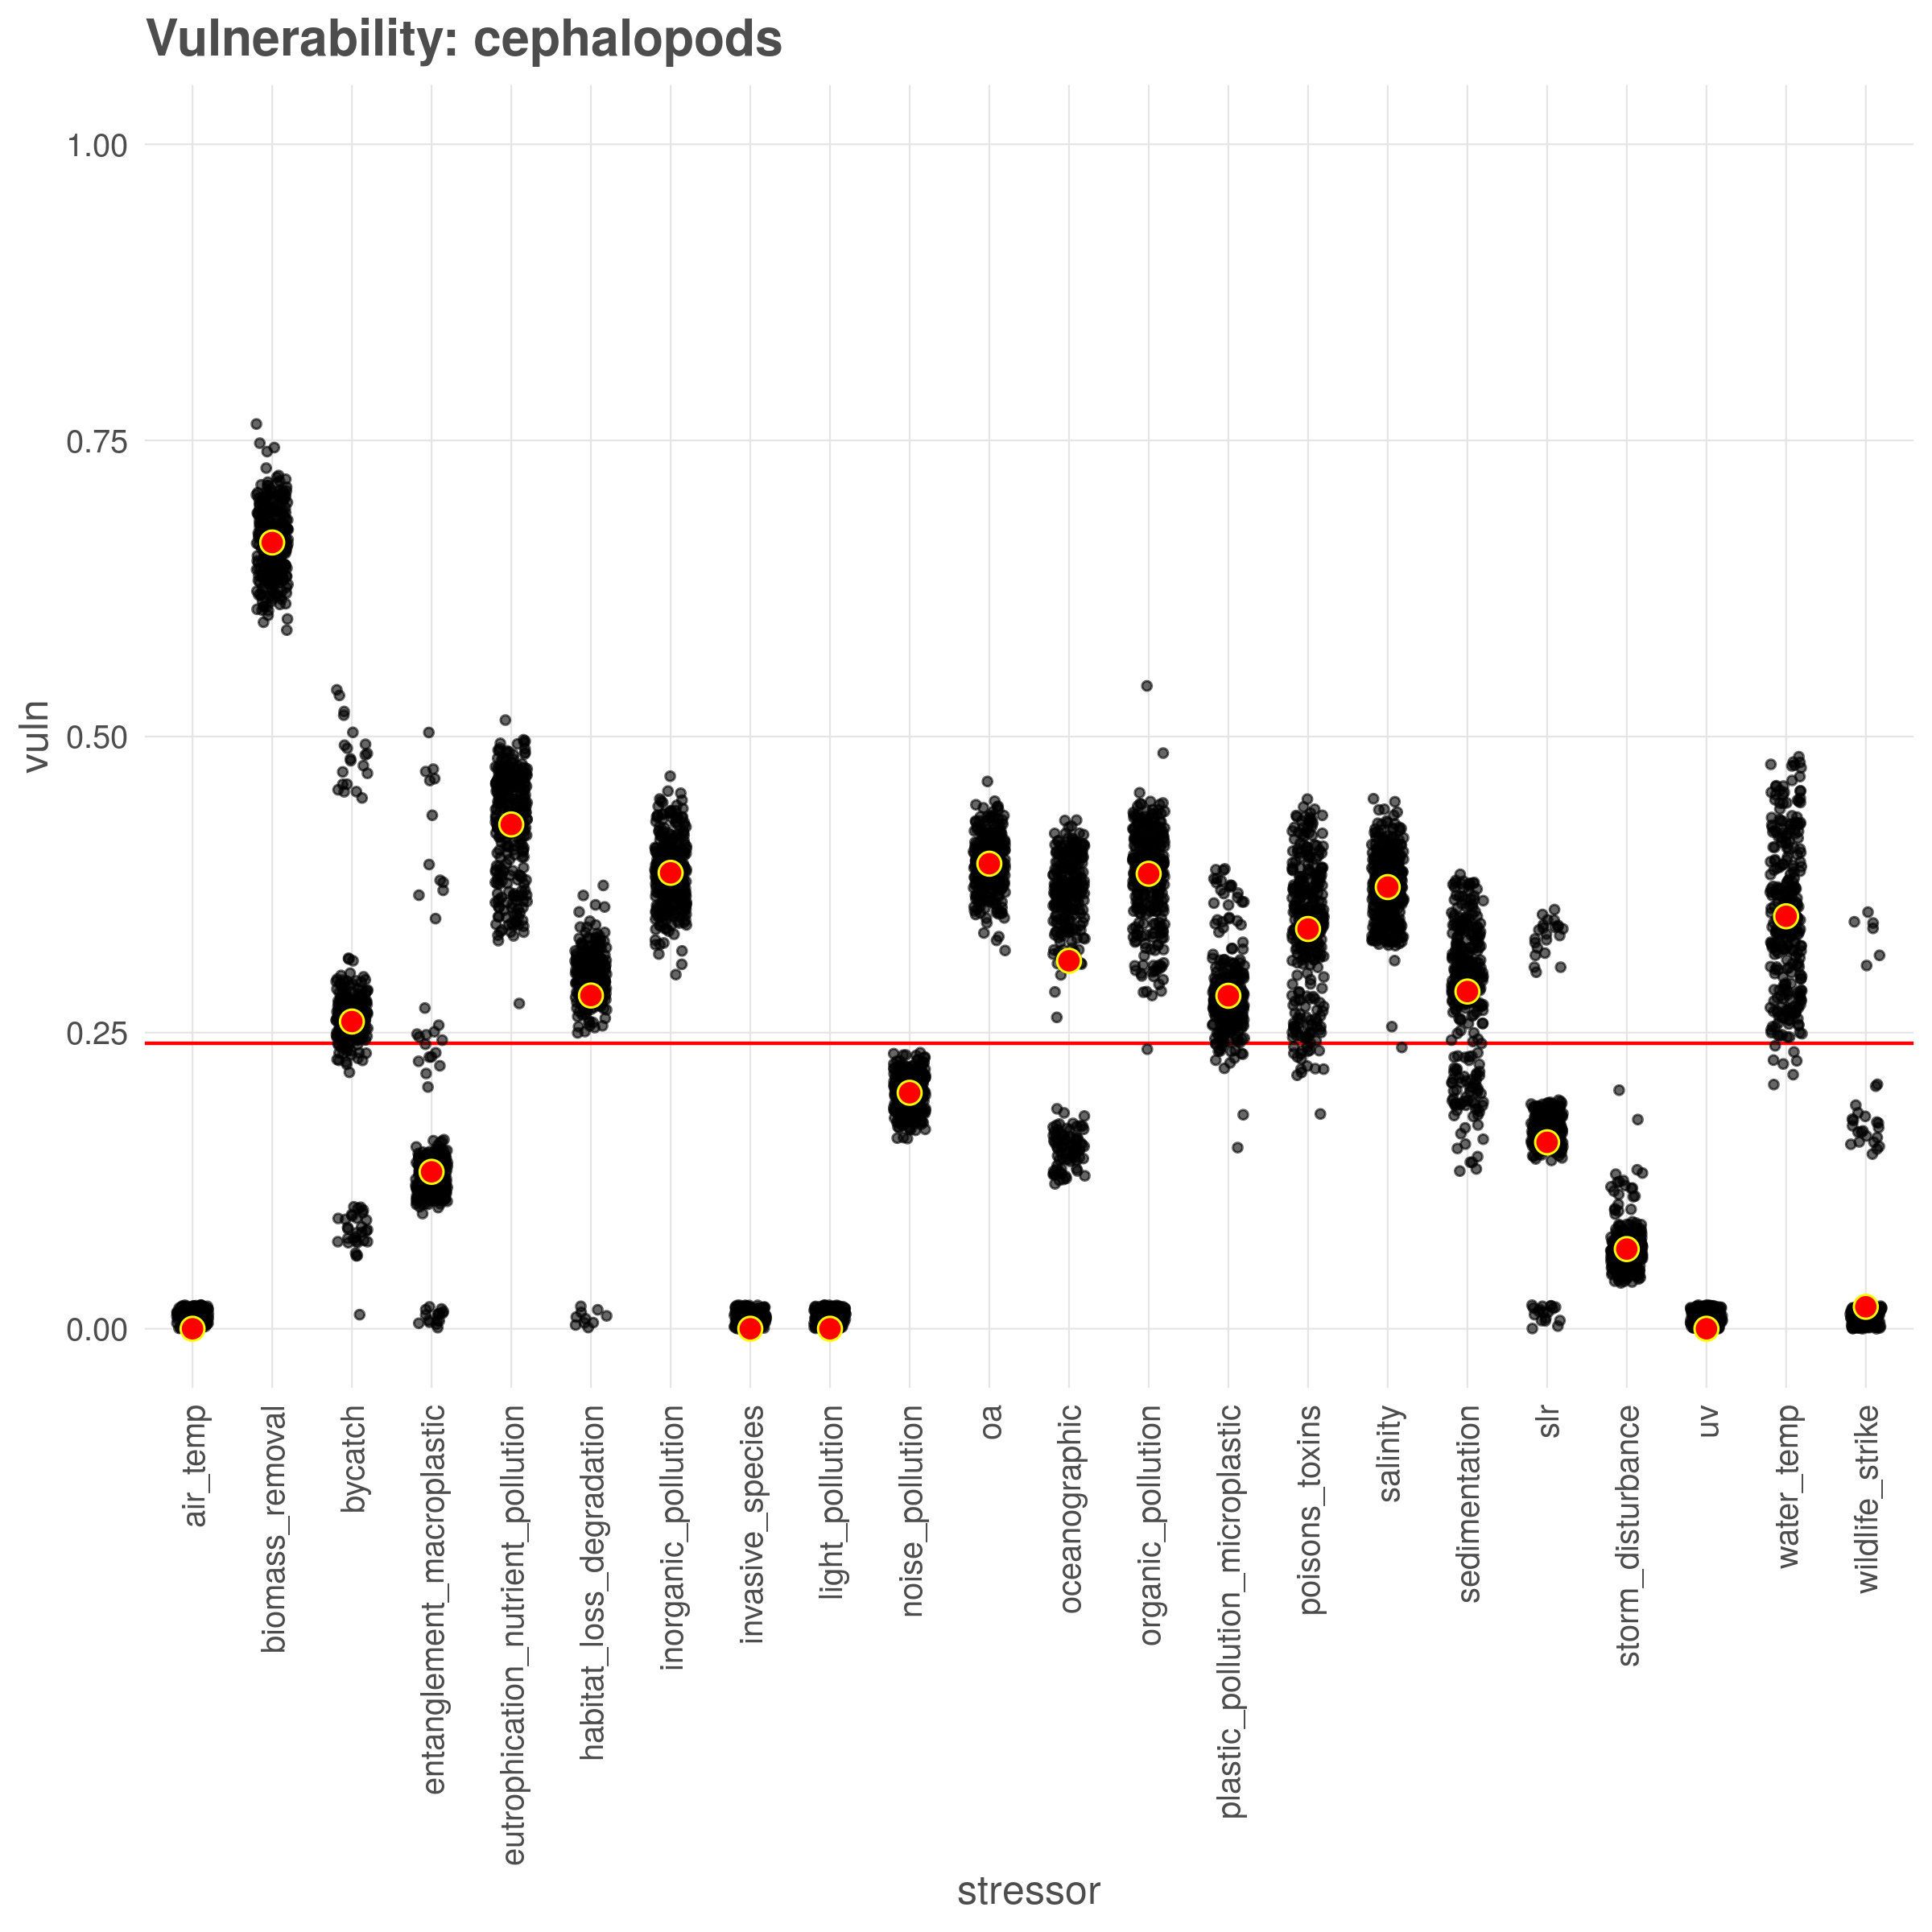 Vulnerability: cephalopods
1.00
0.75
0.50
0.25
0.00
vuln
air_temp
biomass_removal
bycatch
entanglement_macroplastic
eutrophication_nutrient_pollution
habitat_loss_degradation
inorganic_pollution
invasive_species
light_pollution
noise_pollution
oa
oceanographic
organic_pollution
plastic_pollution_microplastic
poisons_toxins
salinity
sedimentation
slr
storm_disturbance
uv
water_temp
wildlife_strike
stressor